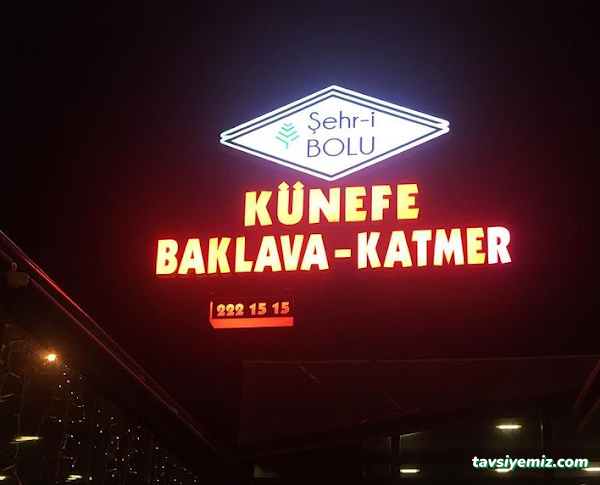 Şehr-i
BOLU
KÜNEFE
BAKLAVA-KATMER
222 15 15
tavsiyemiz.com